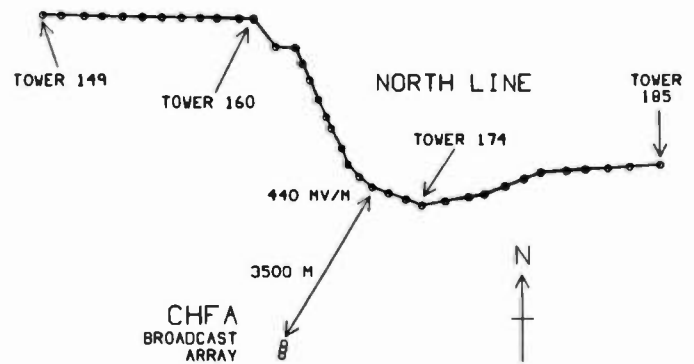 TOWER 149
TOWER 160
NORTH LINE
TOWER
185
TOWER 174
440 MV/M
3500 M
N
CHFA
BROADCAST
ARRAY